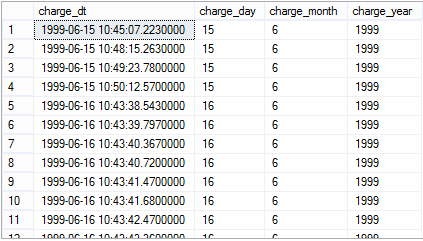 charge_dt charge_day charge_month charge_year
1 1999-06-15 10:45:07.2230000 15 6 1999
2 1999-06-15 10:48:15.2630000 15 6 1999
3 1999-06-15 10:49:23.7800000 15 6 1999
4 1999-06-15 10:50:12.5700000 15 6 1999
5 1999-06-16 10:43:38.5430000 16 6 1999
6 1999-06-16 10:43:39.7970000 16 6 1999
7 1999-06-16 10:43:40.3670000 16 6 1999
8 1999-06-16 10:43:40.7200000 16 6 1999
9 1999-06-16 10:43:41.4700000 16 6 1999
10 1999-06-16 10:43:41.6800000 16 6 1999
11 1999-06-16 10:43:42.4700000 16 6 1999